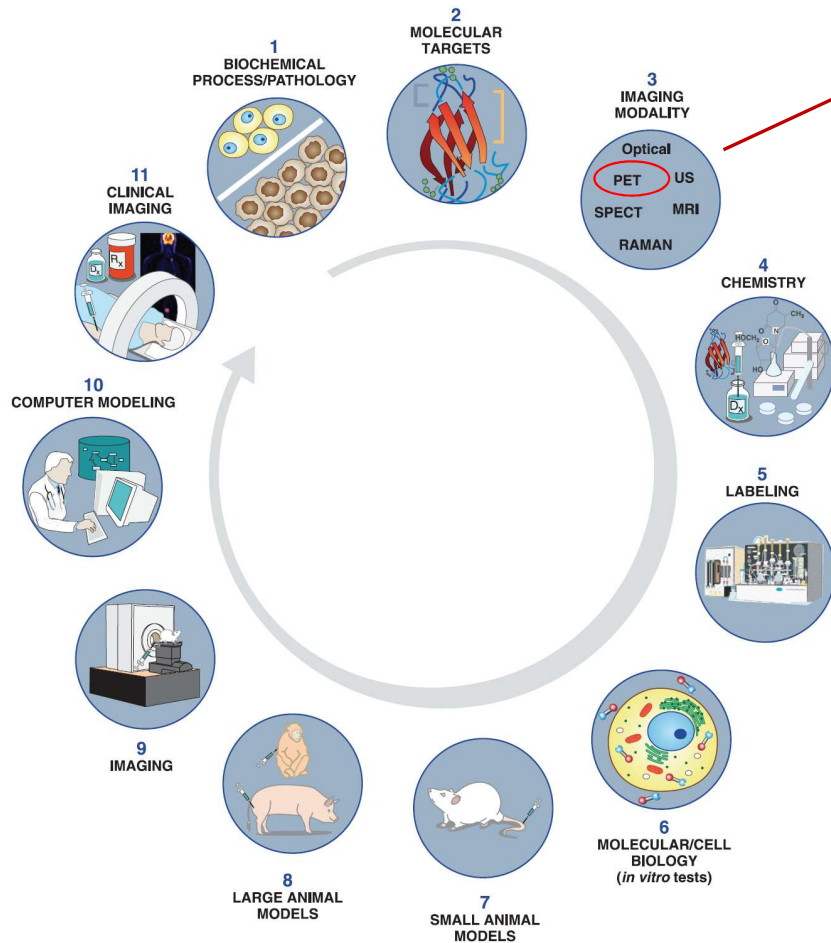 1
BIOCHEMICAL
PROCESS/PATHOLOGY
2
MOLECULAR
TARGETS
3
IMAGING
MODALITY
Optical
PET
US
SPECT
MRI
RAMAN
4
CHEMISTRY
O
CH₃
O
N
HOCH₂
O
HO
Dx
5
LABELING
6
MOLECULAR/CELL
BIOLOGY
(in vitro tests)
7
SMALL ANIMAL
MODELS
8
LARGE ANIMAL
MODELS
9
IMAGING
10
COMPUTER MODELING
11
CLINICAL
IMAGING
Dx
Rx